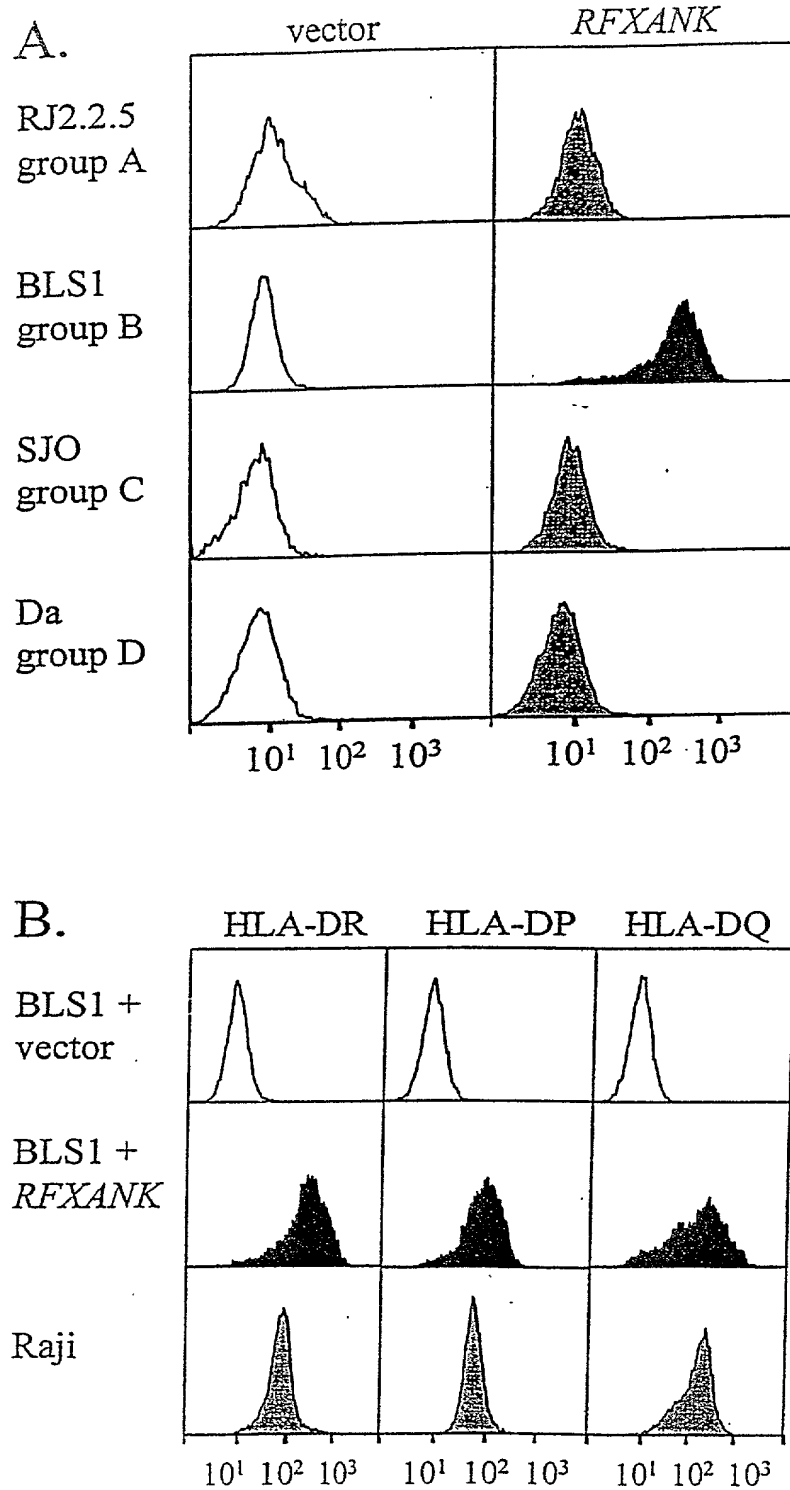 A.
vector RFXANK
RJ2.2.5
group A
BLS1
group B
SJO
group C
Da
group D
10¹ 10² 10³ 10¹ 10² 10³
B.
HLA-DR HLA-DP HLA-DQ
BLS1 +
vector
BLS1 +
RFXANK
Raji
10¹ 10² 10³ 10¹ 10² 10³ 10¹ 10² 10³